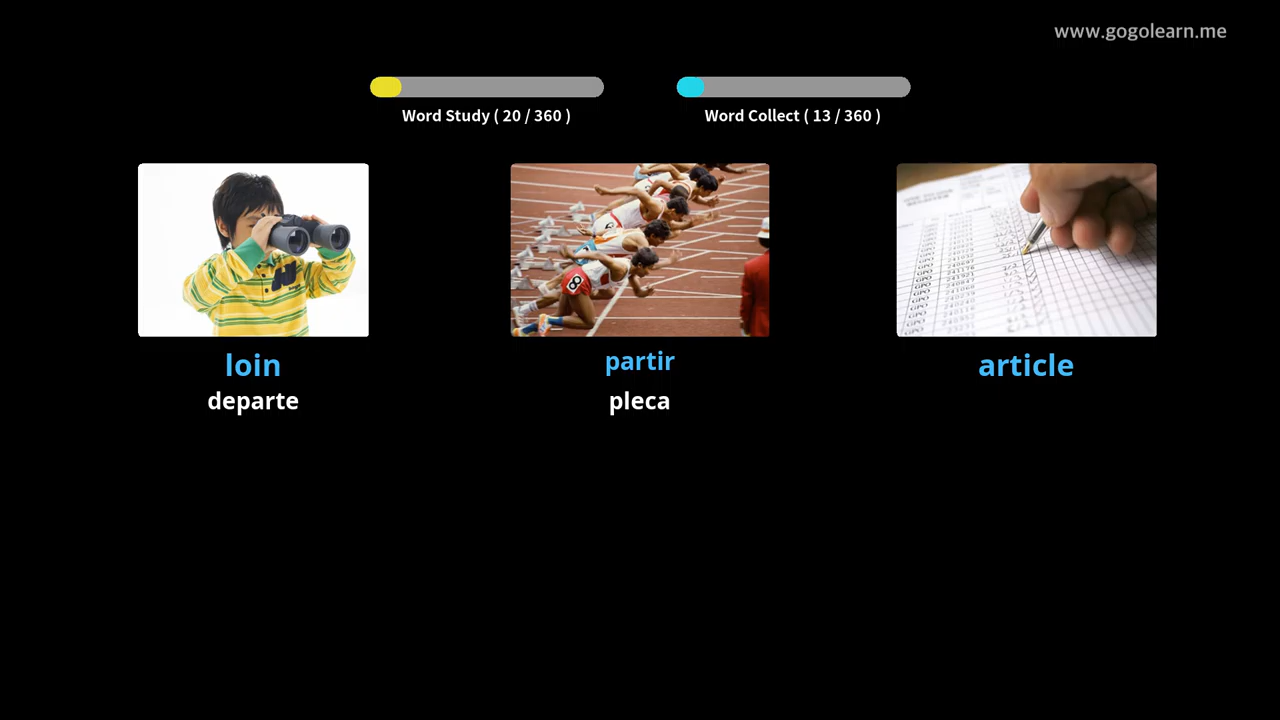 www.gogolearn.me
Word Study ( 20 / 360 )
Word Collect ( 13 / 360 )
loin
departe
partir
pleca
article